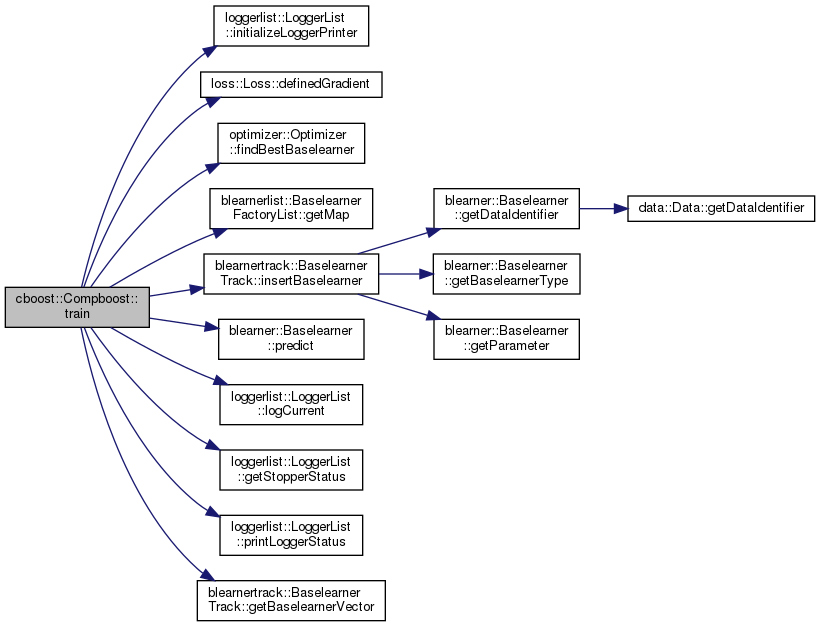 loggerlist::LoggerList
::initializeLoggerPrinter
loss::Loss::definedGradient
optimizer::Optimizer
::findBestBaselearner
blearnerlist::Baselearner
FactoryList::getMap
blearner::Baselearner
::getDataIdentifier
data::Data::getDataIdentifier
cboost::Compboost::
train
blearnertrack::Baselearner
Track::insertBaselearner
blearner::Baselearner
::getBaselearnerType
blearner::Baselearner
::predict
blearner::Baselearner
::getParameter
loggerlist::LoggerList
::logCurrent
loggerlist::LoggerList
::getStopperStatus
loggerlist::LoggerList
::printLoggerStatus
blearnertrack::Baselearner
Track::getBaselearnerVector